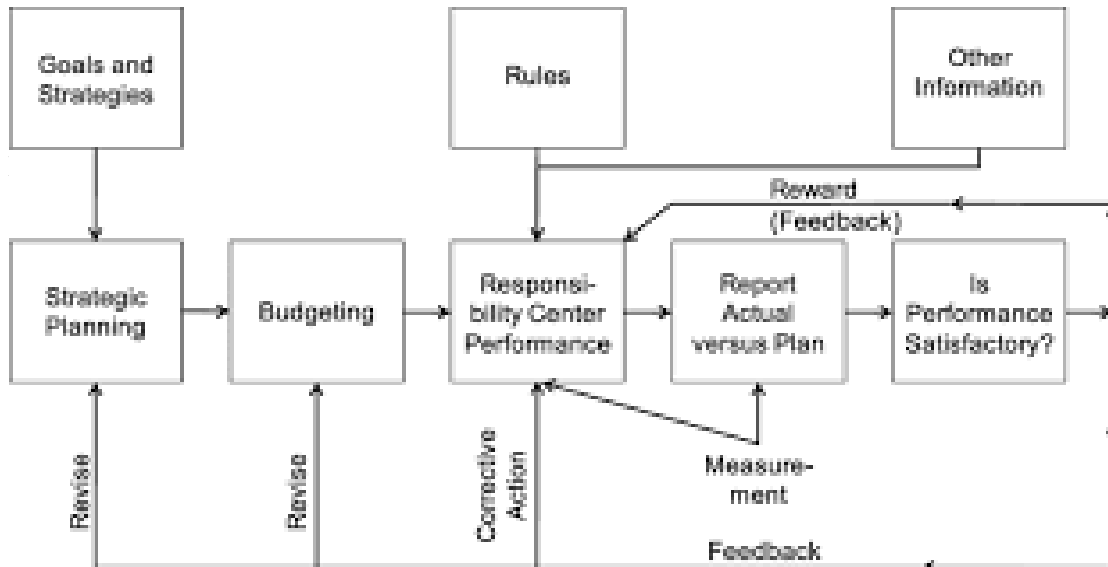 Goals and
Strategies
Rules
Other
Information
Reward
(Feedback)
Strategic
Planning
Budgeting
Responsi-
bility Center
Performance
Report
Actual
versus Plan
Is
Performance
Satisfactory?
Revise
Revise
Corrective
Action
Measure-
ment
Feedback